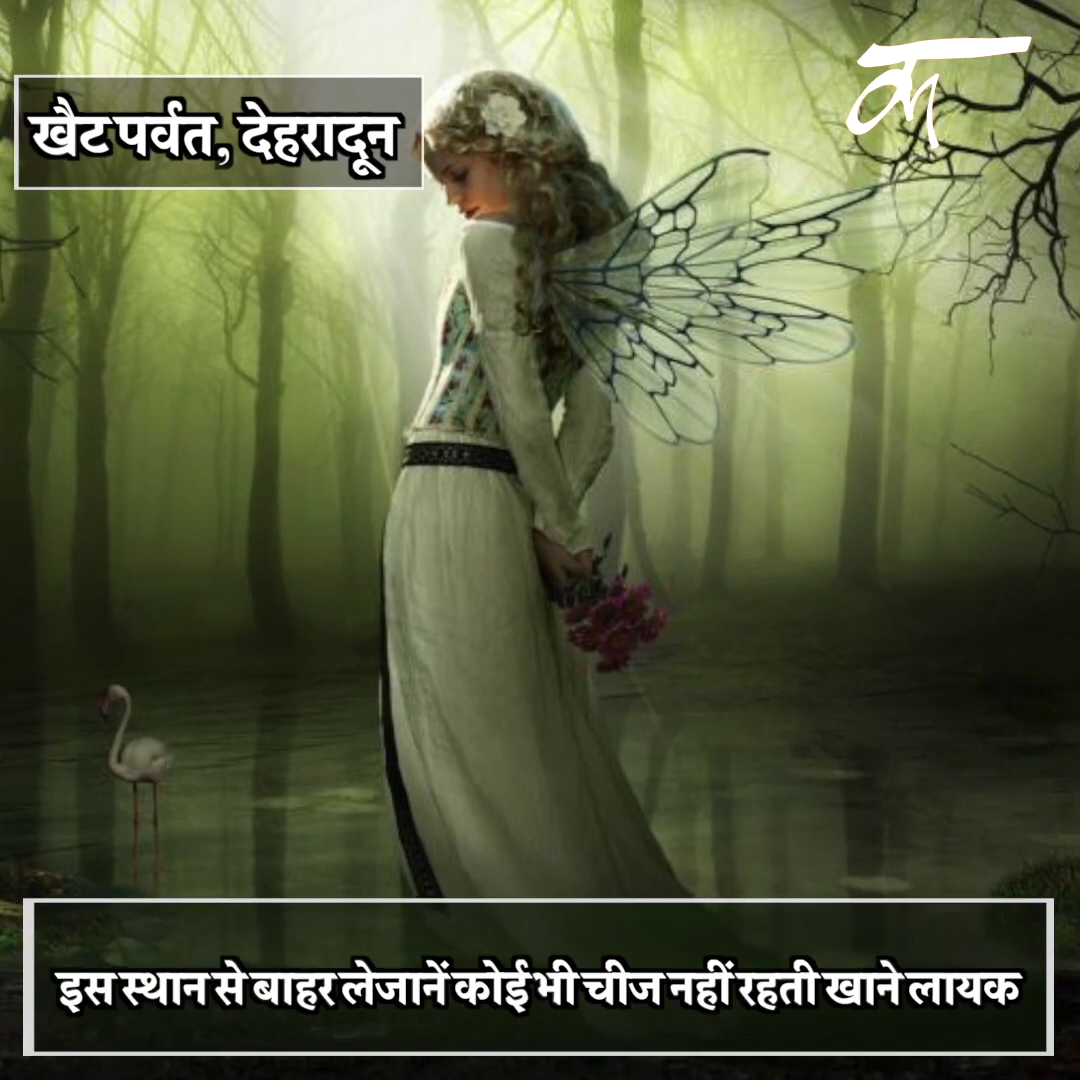 क
खैट पर्वत, देहरादून
इस स्थान से बाहर लेजानें कोई भी चीज नहीं रहती खाने लायक